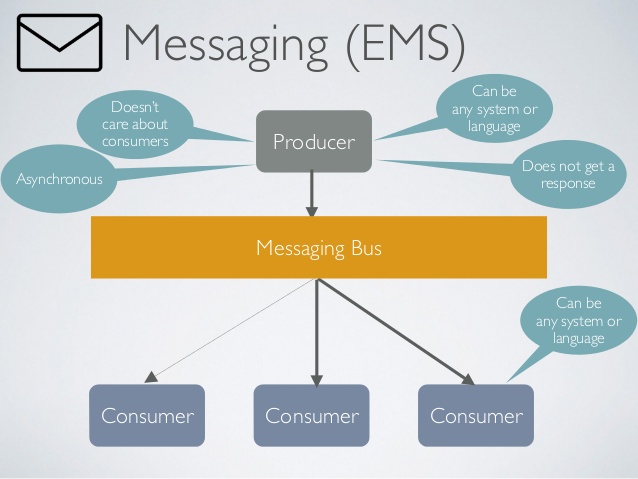 Messaging (EMS)
Doesn't
care about
consumers
Can be
any system or
language
Producer
Asynchronous
Does not get a
response
Messaging Bus
Can be
any system or
language
Consumer
Consumer
Consumer